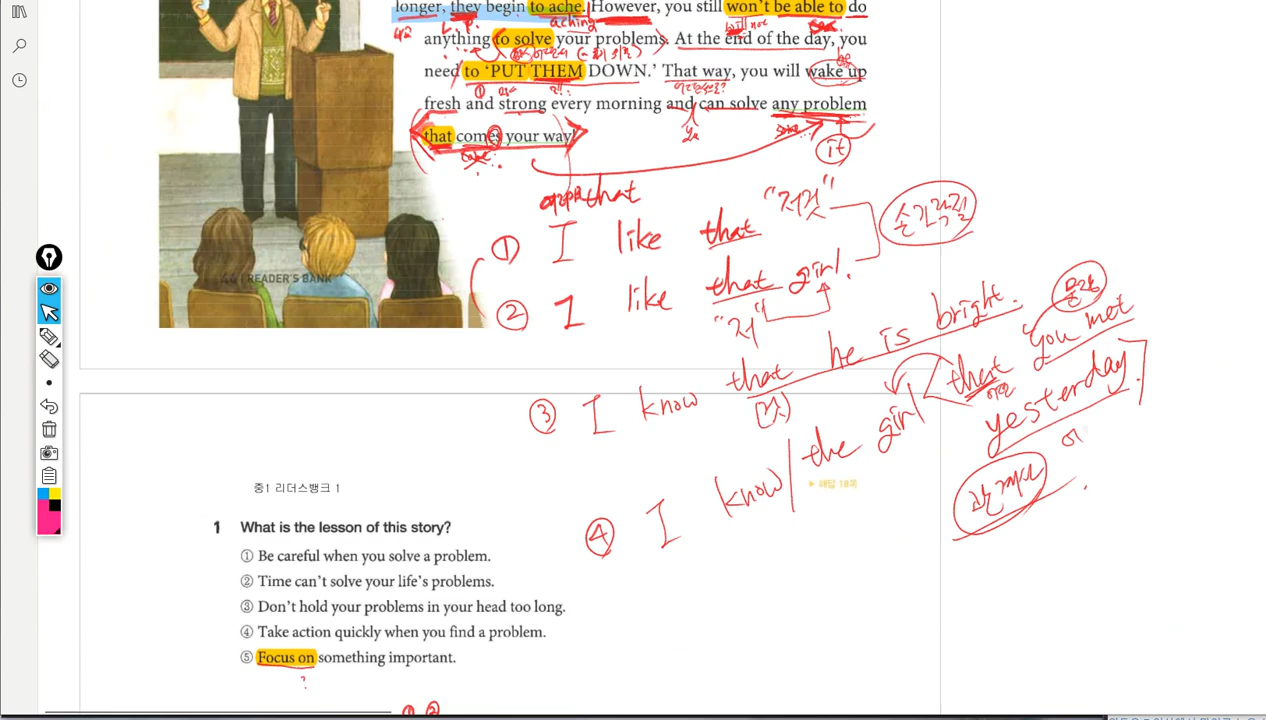 longer, they begin to ache. However, you still won't be able to do
aching
will not
anything to solve your problems. At the end of the day, you
need to 'PUT THEM DOWN.' That way, you will wake up
fresh and strong every morning and can solve any problem
that comes your way!
it
that
① I like that "저것"
손가락질
② I like that girl.
"저"
③ I know that he is bright.
(것)
④ I know the girl that you met
yesterday.
READER'S BANK
▶ 해답 18쪽
중1 리더스뱅크 1
1 What is the lesson of this story?
① Be careful when you solve a problem.
② Time can't solve your life's problems.
③ Don't hold your problems in your head too long.
④ Take action quickly when you find a problem.
⑤ Focus on something important.
?
① ②